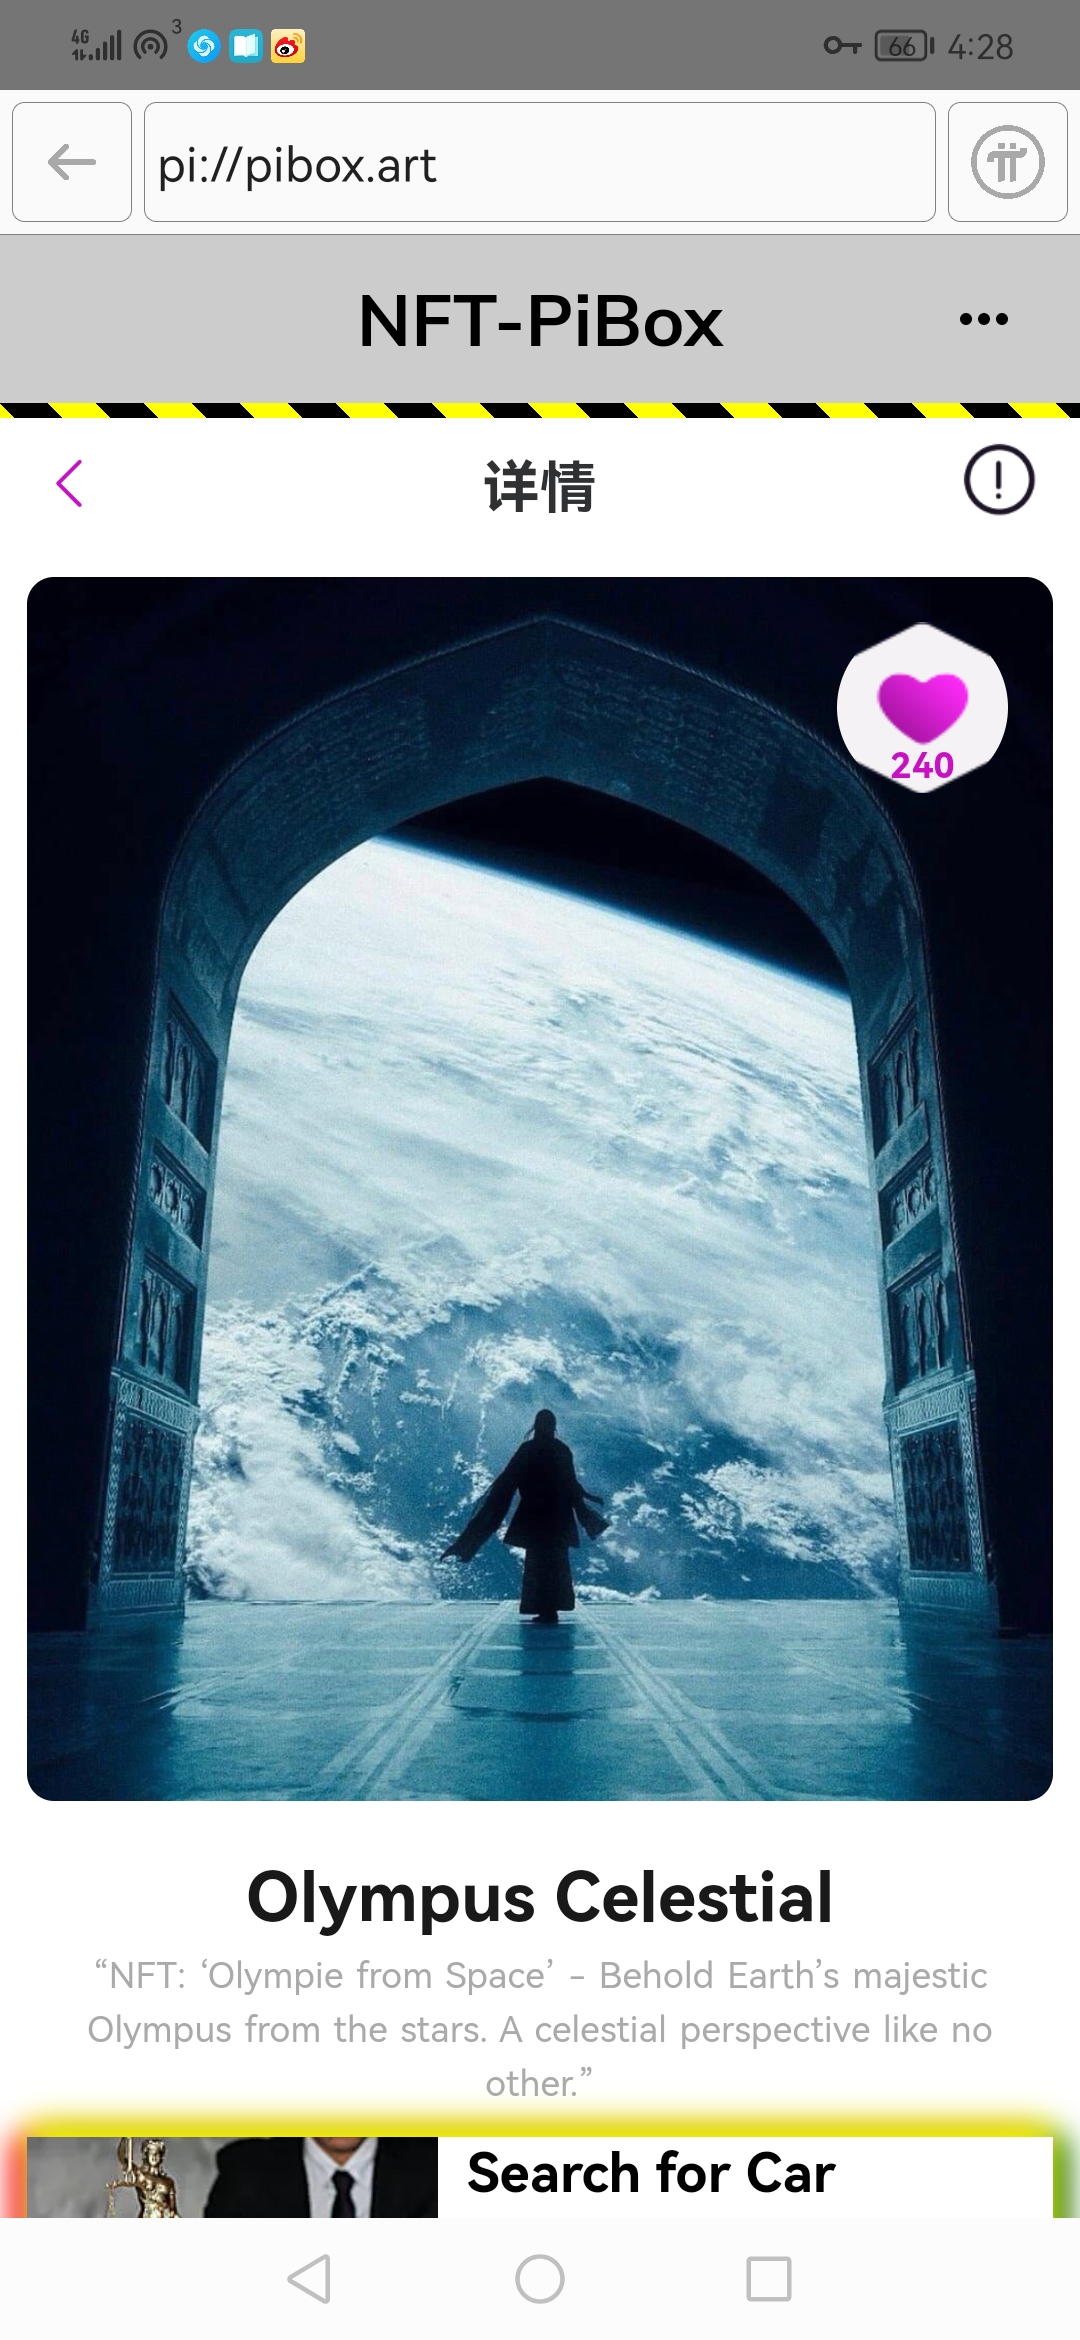 4G 3 66 4:28
pi://pibox.art
NFT-PiBox
详情
240
Olympus Celestial
“NFT: ‘Olympie from Space’ – Behold Earth’s majestic
Olympus from the stars. A celestial perspective like no
other.”
Search for Car